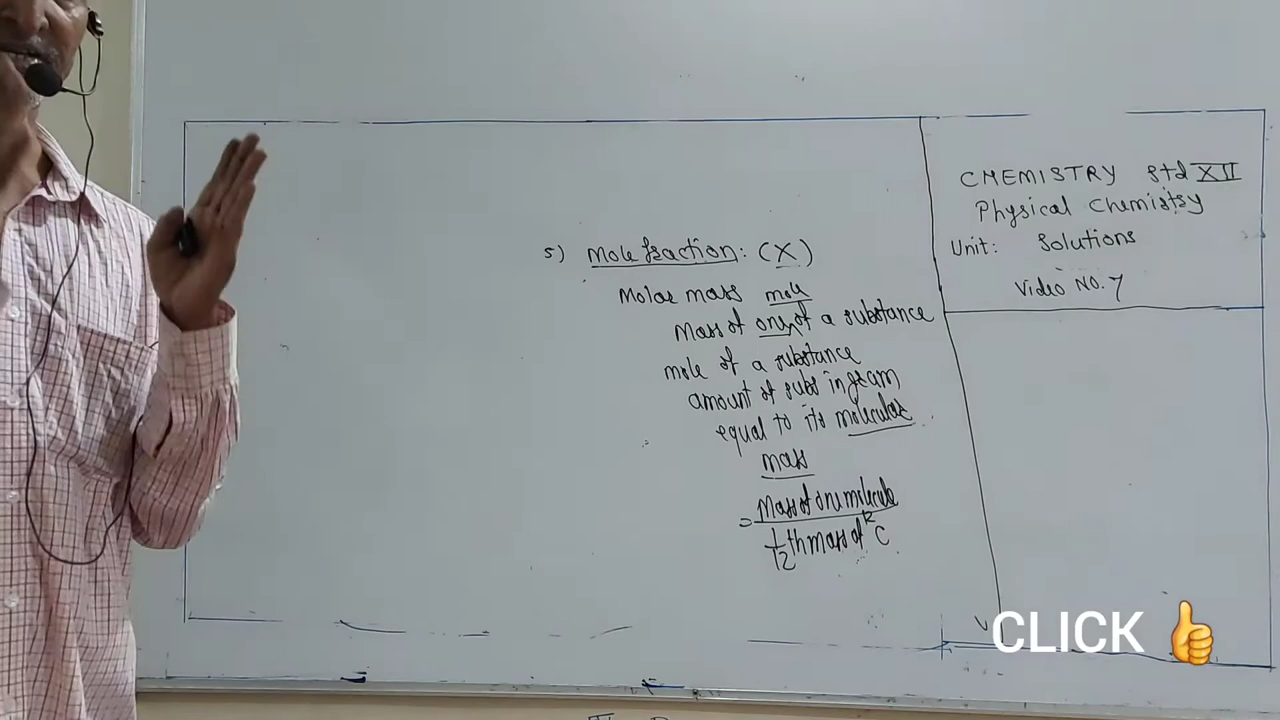 5) Mole fraction: (X)
Molar mass mole
Mass of one of a substance
mole of a substance
amount of subs in gram
equal to its molecular
mass
= Mass of one molecule
1/12 th mass of 12C
CHEMISTRY Std XII
Physical Chemistry
Unit: Solutions
Video NO. 7
CLICK 👍